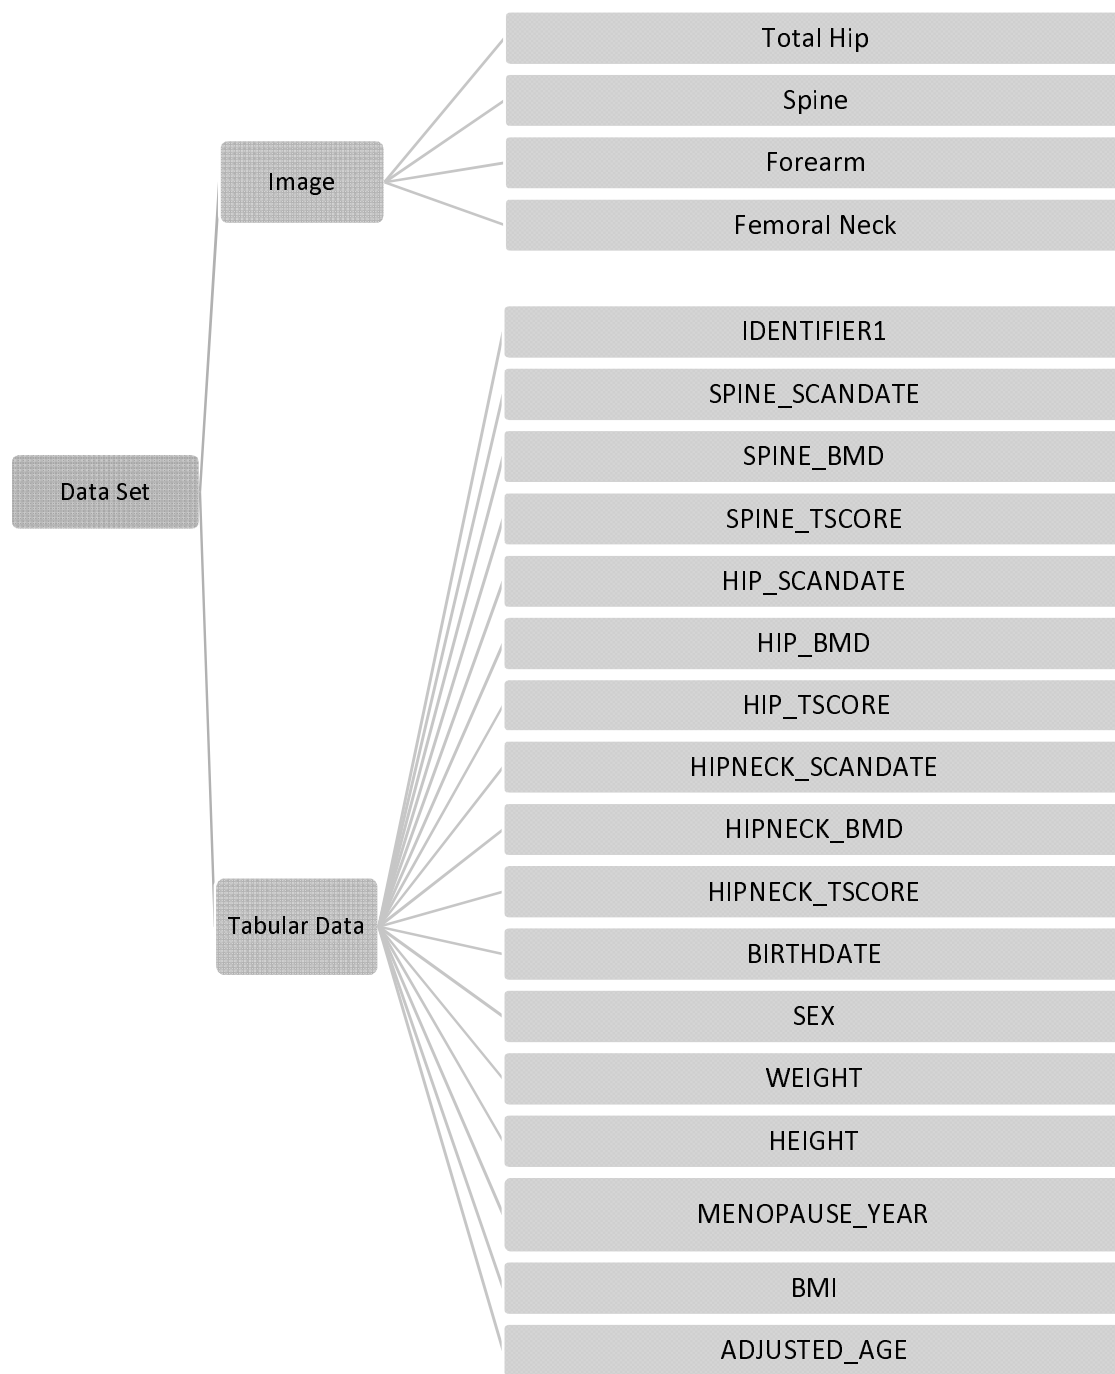 Total Hip
Spine
Forearm
Image
Femoral Neck
IDENTIFIER1
SPINE_SCANDATE
SPINE_BMD
Data Set
SPINE_TSCORE
HIP_SCANDATE
HIP_BMD
HIP_TSCORE
HIPNECK_SCANDATE
HIPNECK_BMD
HIPNECK_TSCORE
Tabular Data
BIRTHDATE
SEX
WEIGHT
HEIGHT
MENOPAUSE_YEAR
BMI
ADJUSTED_AGE